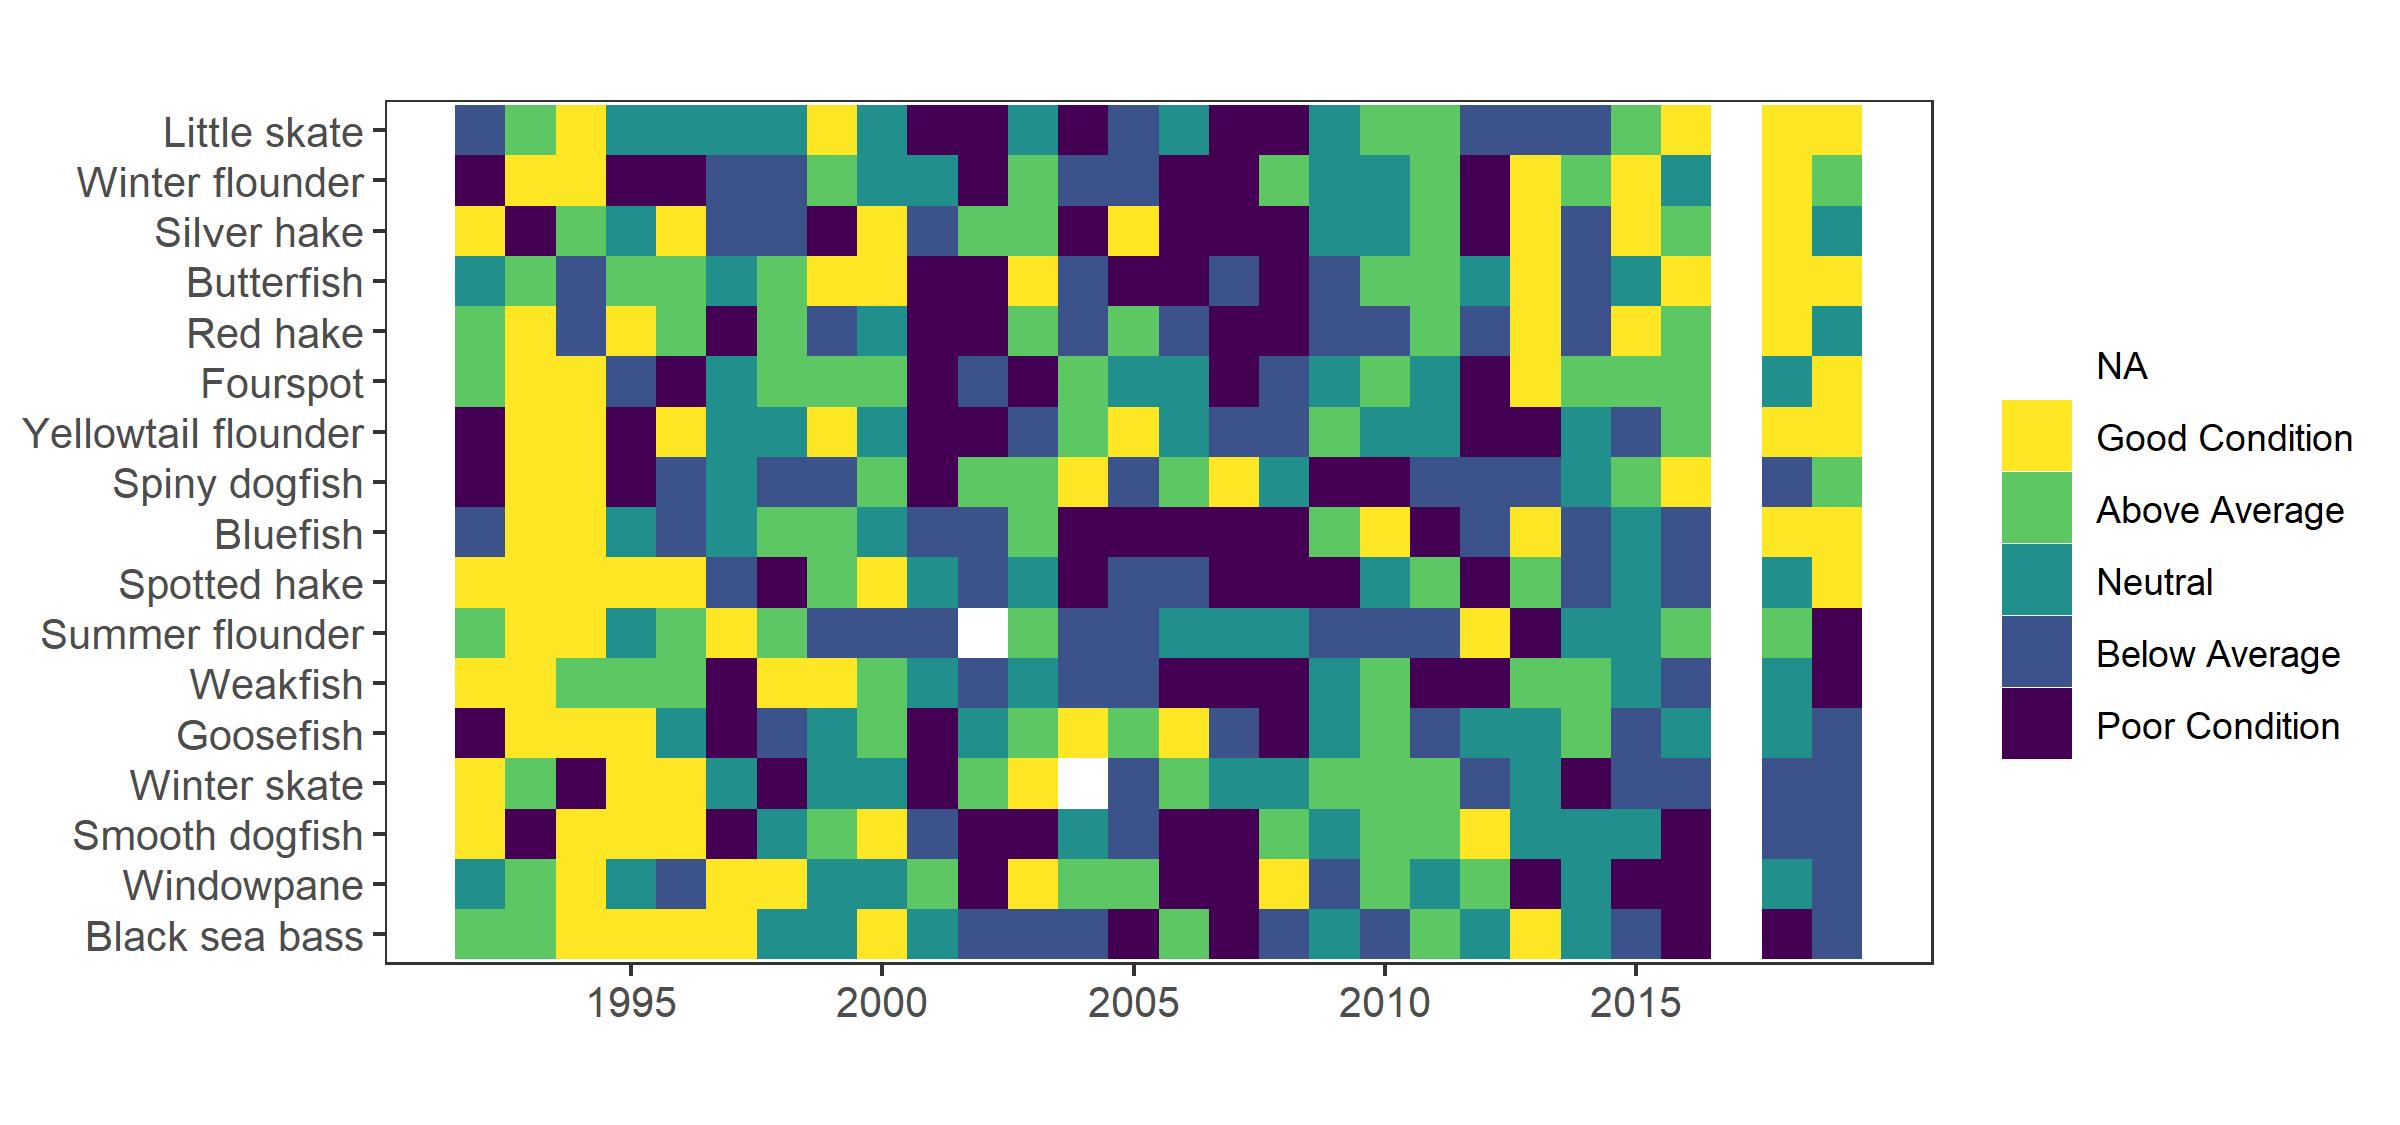 Little skate
Winter flounder
Silver hake
Butterfish
Red hake
Fourspot
Yellowtail flounder
Spiny dogfish
Bluefish
Spotted hake
Summer flounder
Weakfish
Goosefish
Winter skate
Smooth dogfish
Windowpane
Black sea bass
1995 2000 2005 2010 2015
NA
Good Condition
Above Average
Neutral
Below Average
Poor Condition